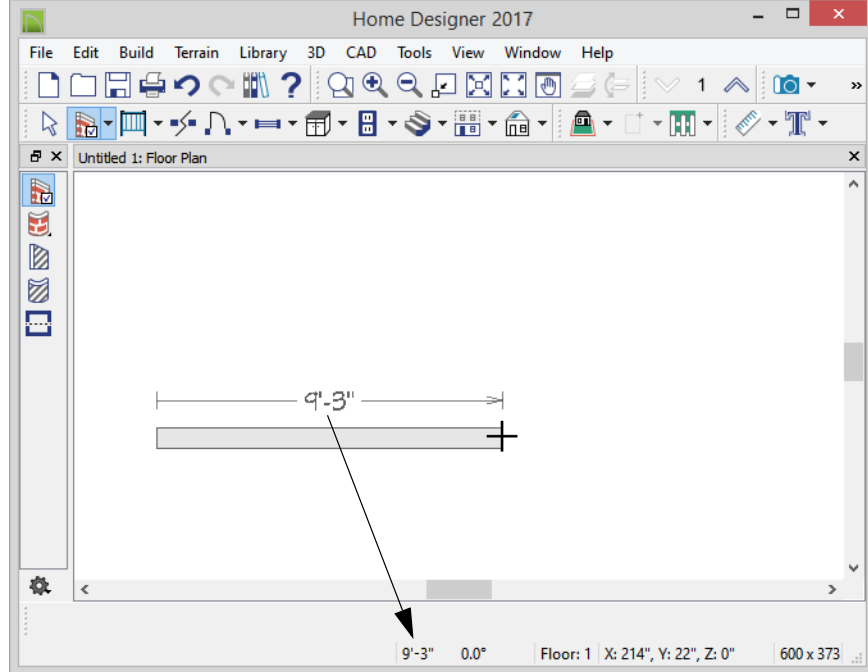 Home Designer 2017
File Edit Build Terrain Library 3D CAD Tools View Window Help
1
Untitled 1: Floor Plan
9'-3"
9'-3" 0.0° Floor: 1 X: 214", Y: 22", Z: 0" 600 x 373